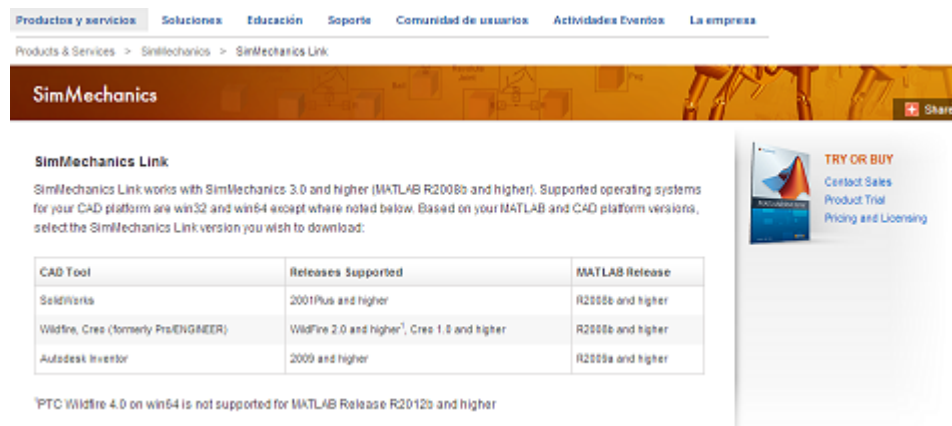 Productos y servicios Soluciones Educación Soporte Comunidad de usuarios Actividades Eventos La empresa
Products & Services > SimMechanics > SimMechanics Link
SimMechanics
Share
SimMechanics Link
SimMechanics Link works with SimMechanics 3.0 and higher (MATLAB R2008b and higher). Supported operating systems
for your CAD platform are win32 and win64 except where noted below. Based on your MATLAB and CAD platform versions,
select the SimMechanics Link version you wish to download:
TRY OR BUY
Contact Sales
Product Trial
Pricing and Licensing
CAD Tool Releases Supported MATLAB Release
SolidWorks 2001Plus and higher R2008b and higher
Wildfire, Creo (formerly Pro/ENGINEER) WildFire 2.0 and higher¹, Creo 1.0 and higher R2008b and higher
Autodesk Inventor 2009 and higher R2009a and higher
¹PTC Wildfire 4.0 on win64 is not supported for MATLAB Release R2012b and higher